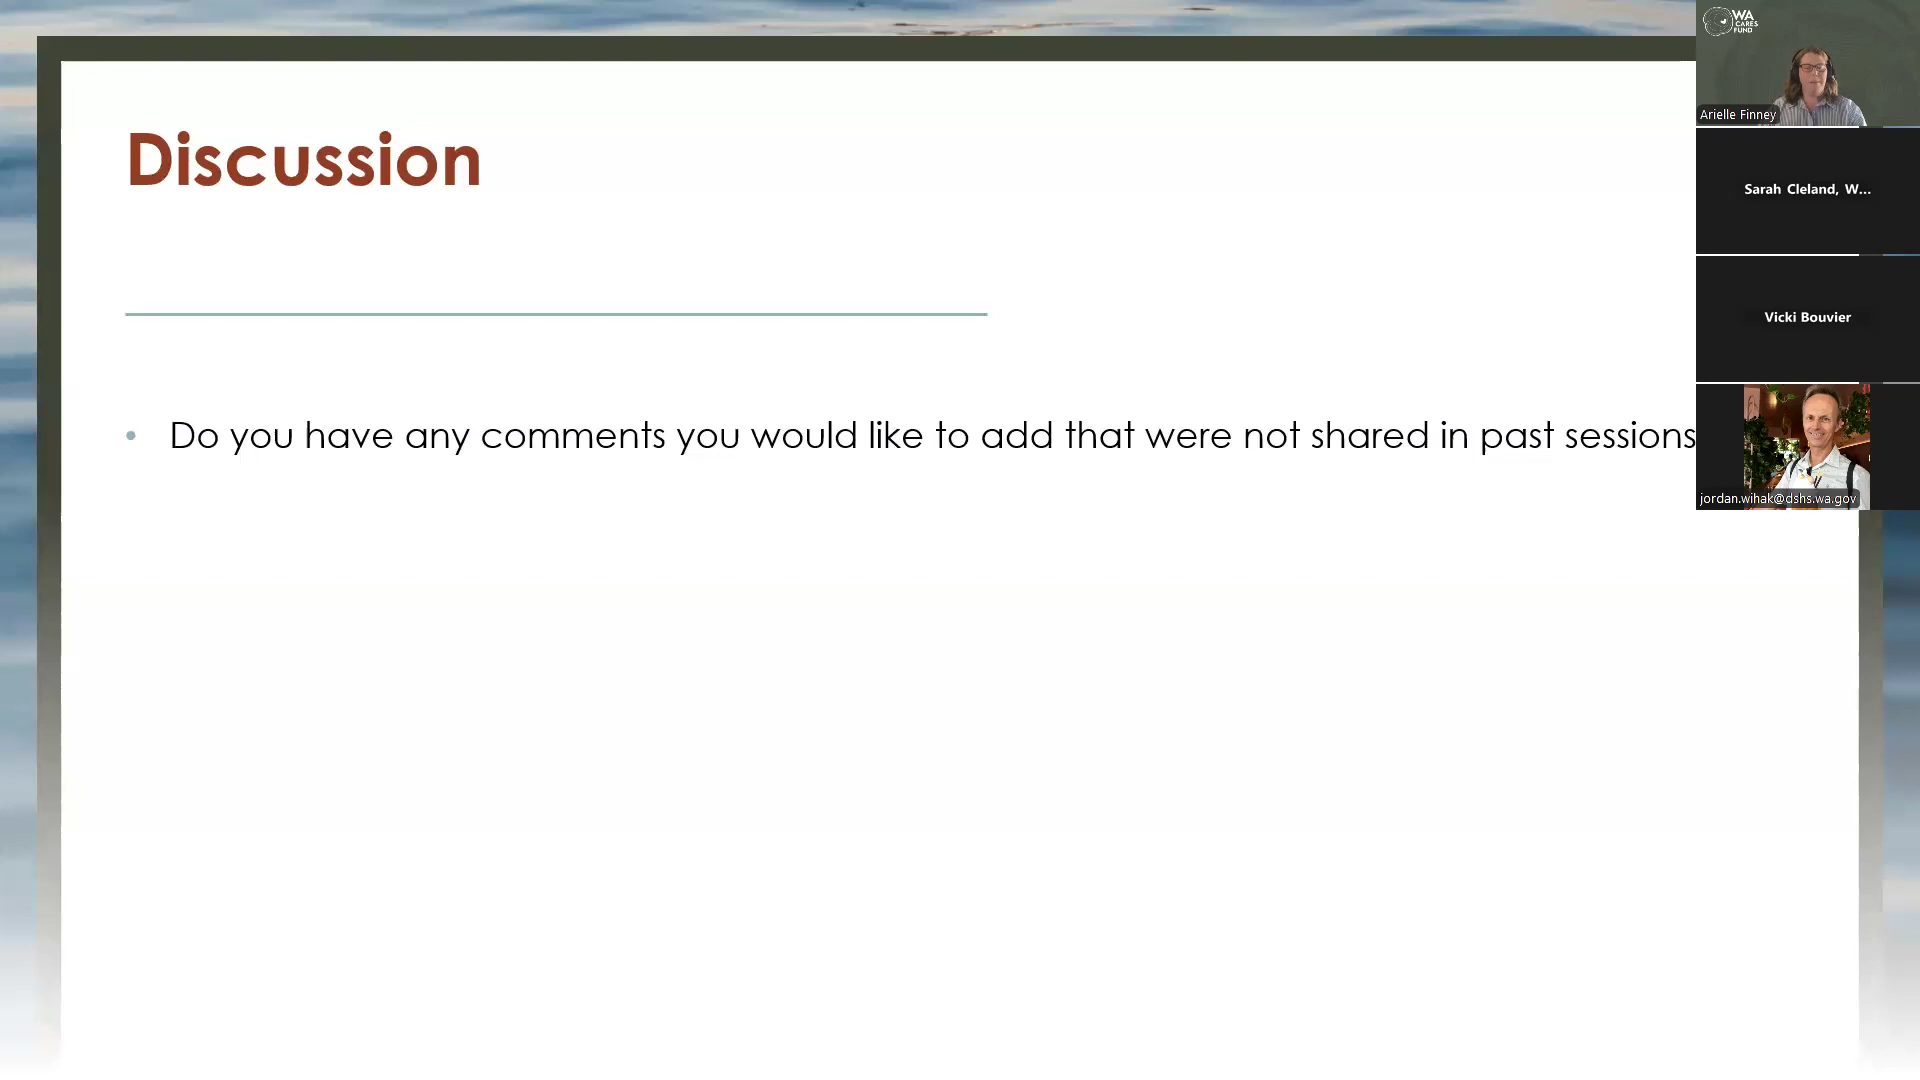 Discussion
• Do you have any comments you would like to add that were not shared in past sessions
WA
CARES
FUND
Arielle Finney
Sarah Cleland, W...
Vicki Bouvier
jordan.wihak@dshs.wa.gov